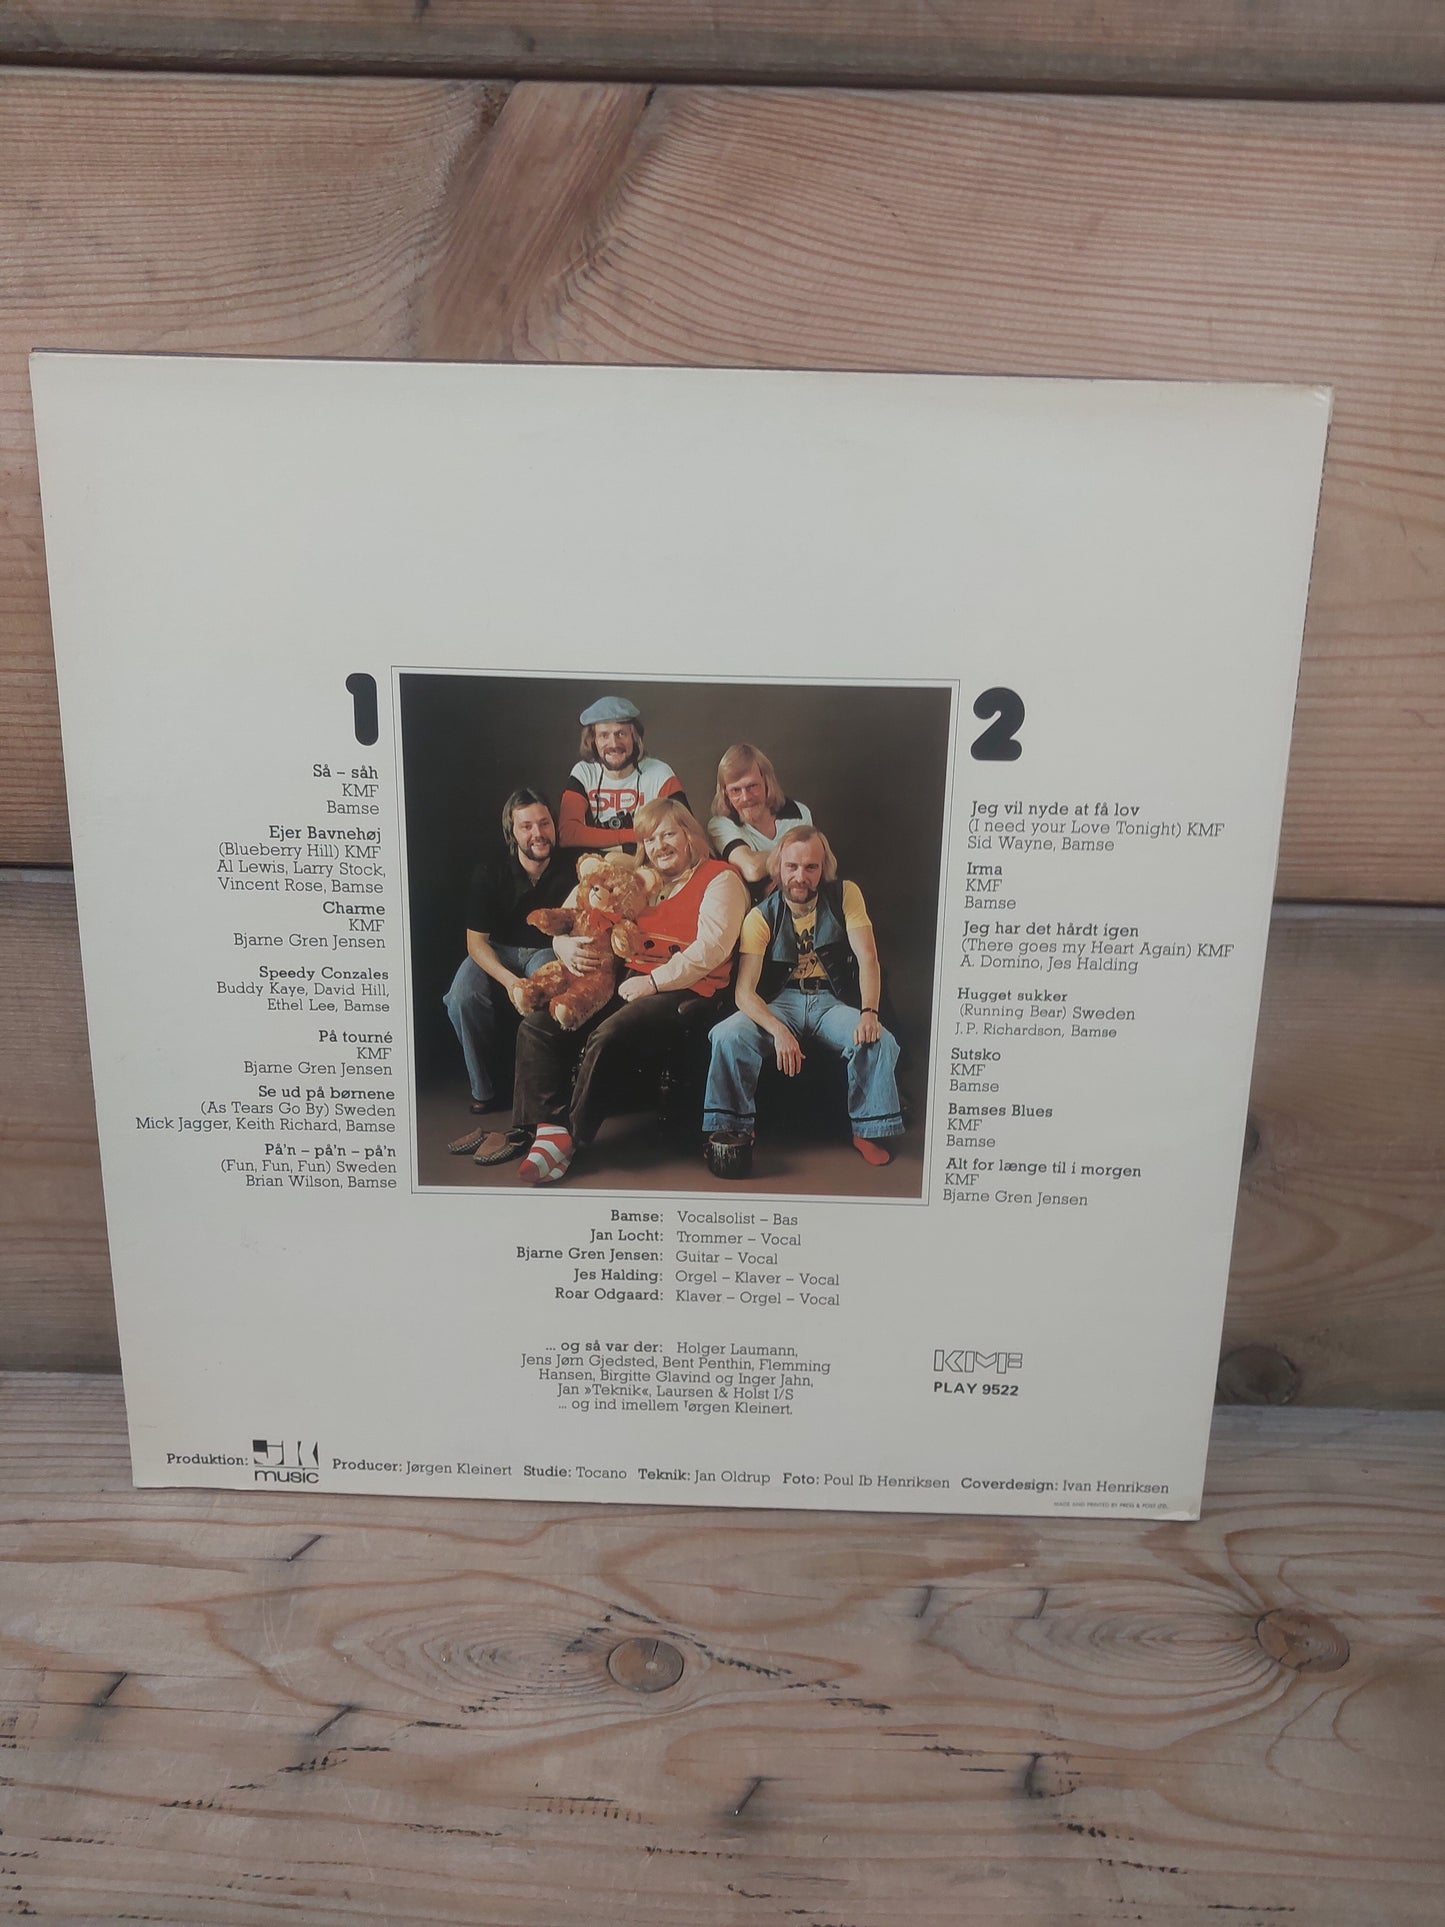 1
Så – såh
KMF
Bamse
Ejer Bavnehøj
(Blueberry Hill) KMF
Al Lewis, Larry Stock,
Vincent Rose, Bamse
Charme
KMF
Bjarne Gren Jensen
Speedy Conzales
Buddy Kaye, David Hill,
Ethel Lee, Bamse
På tourné
KMF
Bjarne Gren Jensen
Se ud på børnene
(As Tears Go By) Sweden
Mick Jagger, Keith Richard, Bamse
På'n – på'n – på'n
(Fun, Fun, Fun) Sweden
Brian Wilson, Bamse
2
Jeg vil nyde at få lov
(I need your Love Tonight) KMF
Sid Wayne, Bamse
Irma
KMF
Bamse
Jeg har det hårdt igen
(There goes my Heart Again) KMF
A. Domino, Jes Halding
Hugget sukker
(Running Bear) Sweden
J.P. Richardson, Bamse
Sutsko
KMF
Bamse
Bamses Blues
KMF
Bamse
Alt for længe til i morgen
KMF
Bjarne Gren Jensen
Bamse: Vocalsolist – Bas
Jan Locht: Trommer – Vocal
Bjarne Gren Jensen: Guitar – Vocal
Jes Halding: Orgel – Klaver – Vocal
Roar Odgaard: Klaver – Orgel – Vocal
... og så var der: Holger Laumann,
Jens Jørn Gjedsted, Bent Penthin, Flemming
Hansen, Birgitte Glavind og Inger Jahn,
Jan »Teknik«, Laursen & Holst I/S
... og ind imellem Jørgen Kleinert.
KMF
PLAY 9522
Produktion: JK music Producer: Jørgen Kleinert Studie: Tocano Teknik: Jan Oldrup Foto: Poul Ib Henriksen Coverdesign: Ivan Henriksen
MADE AND PRINTED BY PRESS & POST LTD.